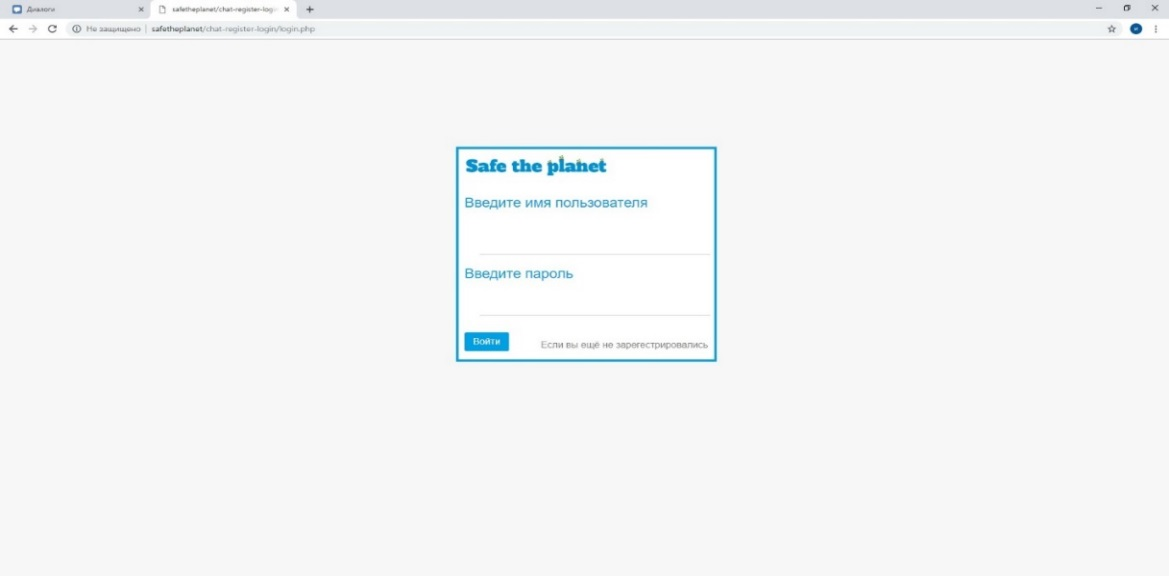 Диалоги
safetheplanet/chat-register-log
Не защищено | safetheplanet/chat-register-login/login.php
Safe the planet
Введите имя пользователя
Введите пароль
Войти
Если вы ещё не зарегестрировались